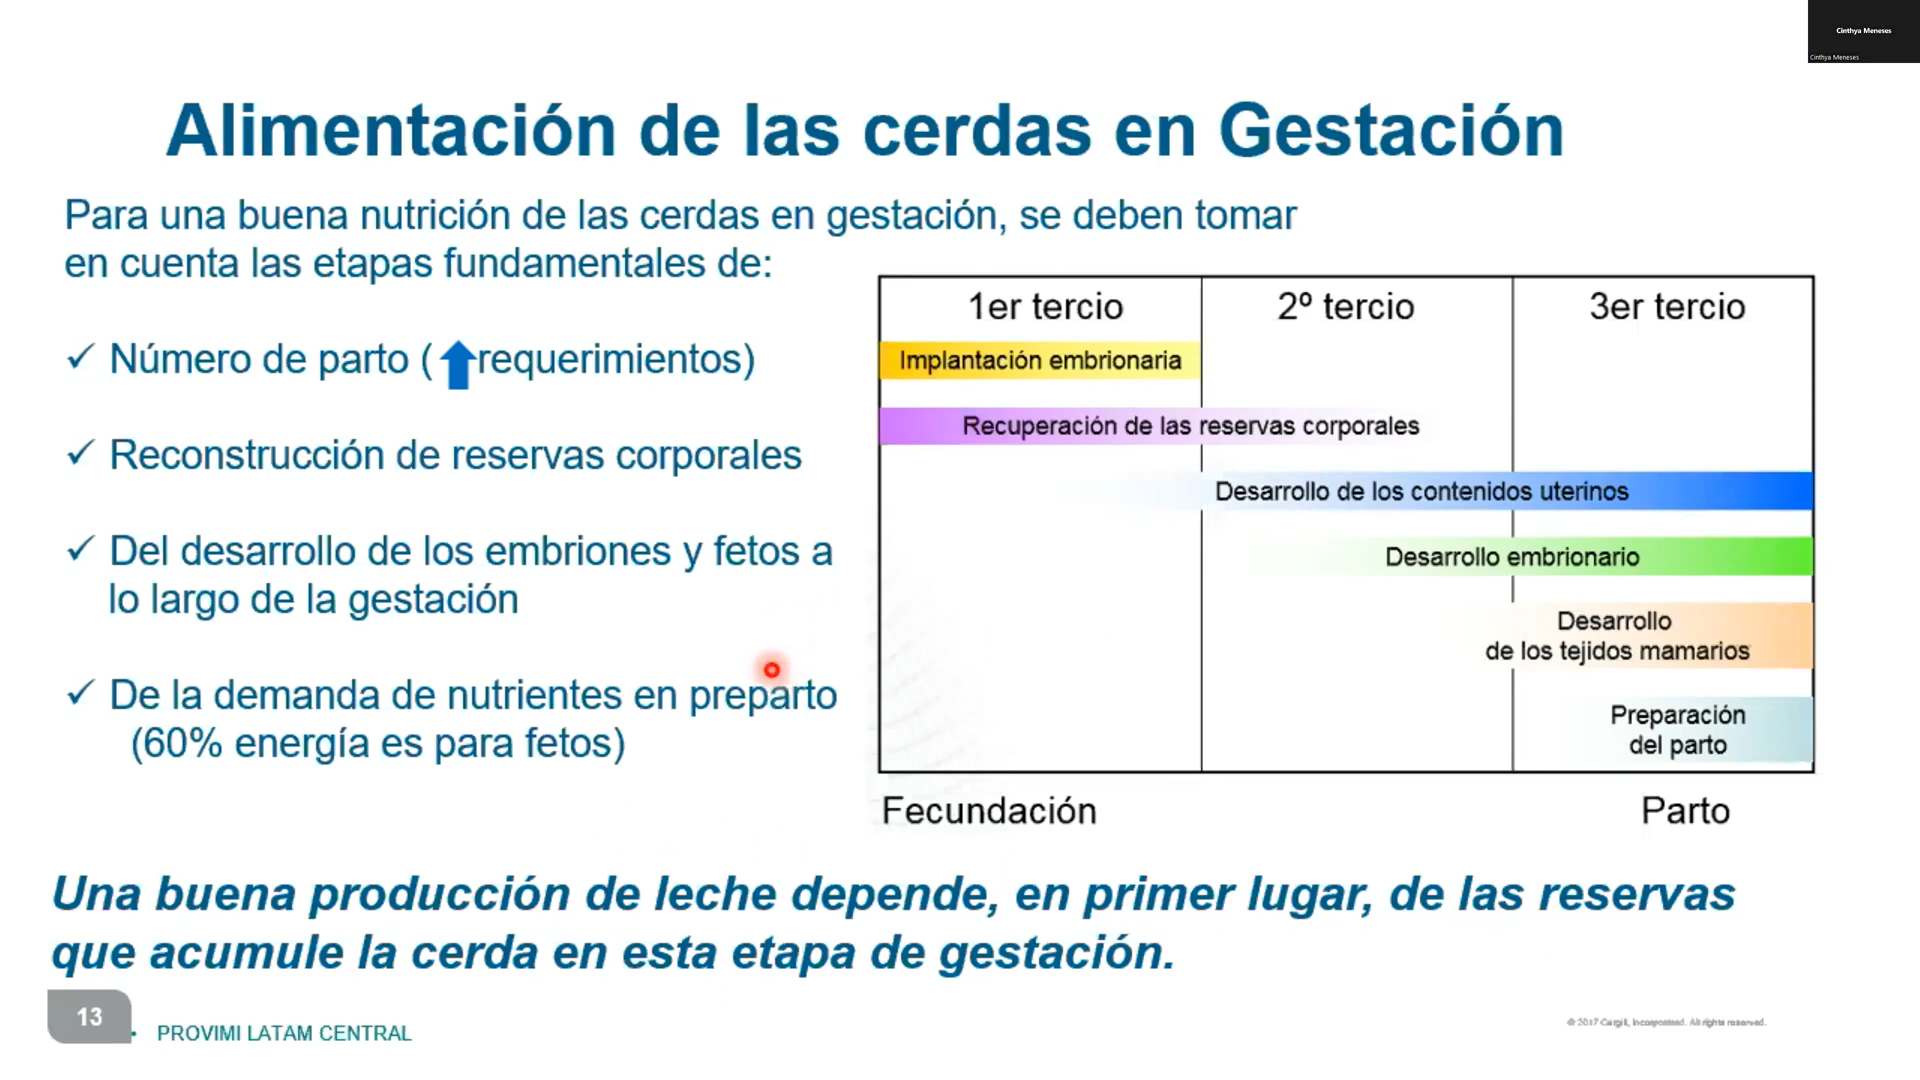 Cinthya Meneses
Cinthya Meneses
Alimentación de las cerdas en Gestación
Para una buena nutrición de las cerdas en gestación, se deben tomar
en cuenta las etapas fundamentales de:
✓ Número de parto ( requerimientos)
✓ Reconstrucción de reservas corporales
✓ Del desarrollo de los embriones y fetos a
lo largo de la gestación
✓ De la demanda de nutrientes en preparto
(60% energía es para fetos)
1er tercio 2º tercio 3er tercio
Implantación embrionaria
Recuperación de las reservas corporales
Desarrollo de los contenidos uterinos
Desarrollo embrionario
Desarrollo
de los tejidos mamarios
Preparación
del parto
Fecundación Parto
Una buena producción de leche depende, en primer lugar, de las reservas
que acumule la cerda en esta etapa de gestación.
13
• PROVIMI LATAM CENTRAL
© 2017 Cargill, Incorporated. All rights reserved.